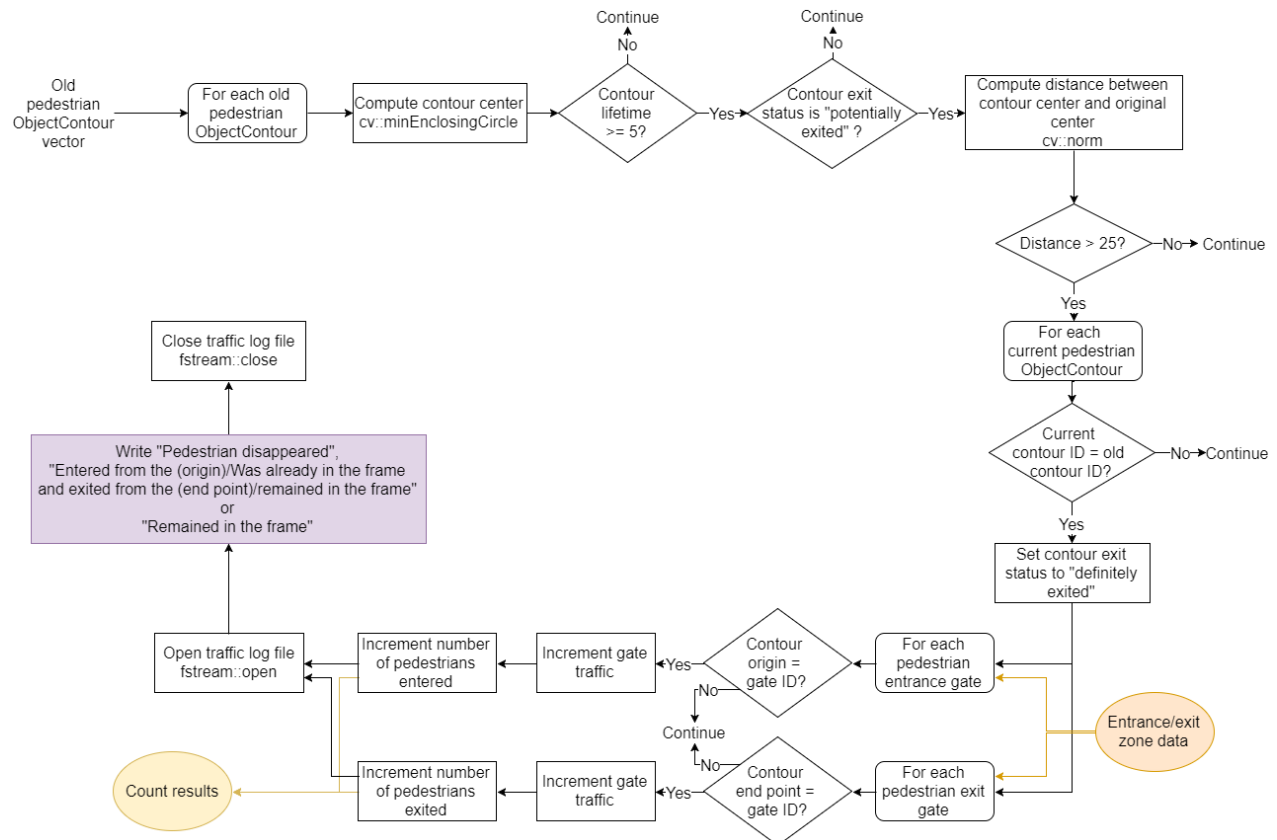 Continue
Continue
No
No
Old
pedestrian
ObjectContour
vector
For each old
pedestrian
ObjectContour
Compute contour center
cv::minEnclosingCircle
Contour
lifetime
>= 5?
Yes
Contour exit
status is "potentially
exited" ?
Yes
Compute distance between
contour center and original
center
cv::norm
Distance > 25?
No
Continue
Yes
For each
current pedestrian
ObjectContour
Current
contour ID = old
contour ID?
No
Continue
Yes
Set contour exit
status to "definitely
exited"
Close traffic log file
fstream::close
Write "Pedestrian disappeared",
"Entered from the (origin)/Was already in the frame
and exited from the (end point)/remained in the frame"
or
"Remained in the frame"
Open traffic log file
fstream::open
Increment number
of pedestrians
entered
Increment gate
traffic
Yes
Contour
origin =
gate ID?
For each
pedestrian
entrance gate
No
Continue
No
Entrance/exit
zone data
Count results
Increment number
of pedestrians
exited
Increment gate
traffic
Yes
Contour
end point =
gate ID?
For each
pedestrian exit
gate